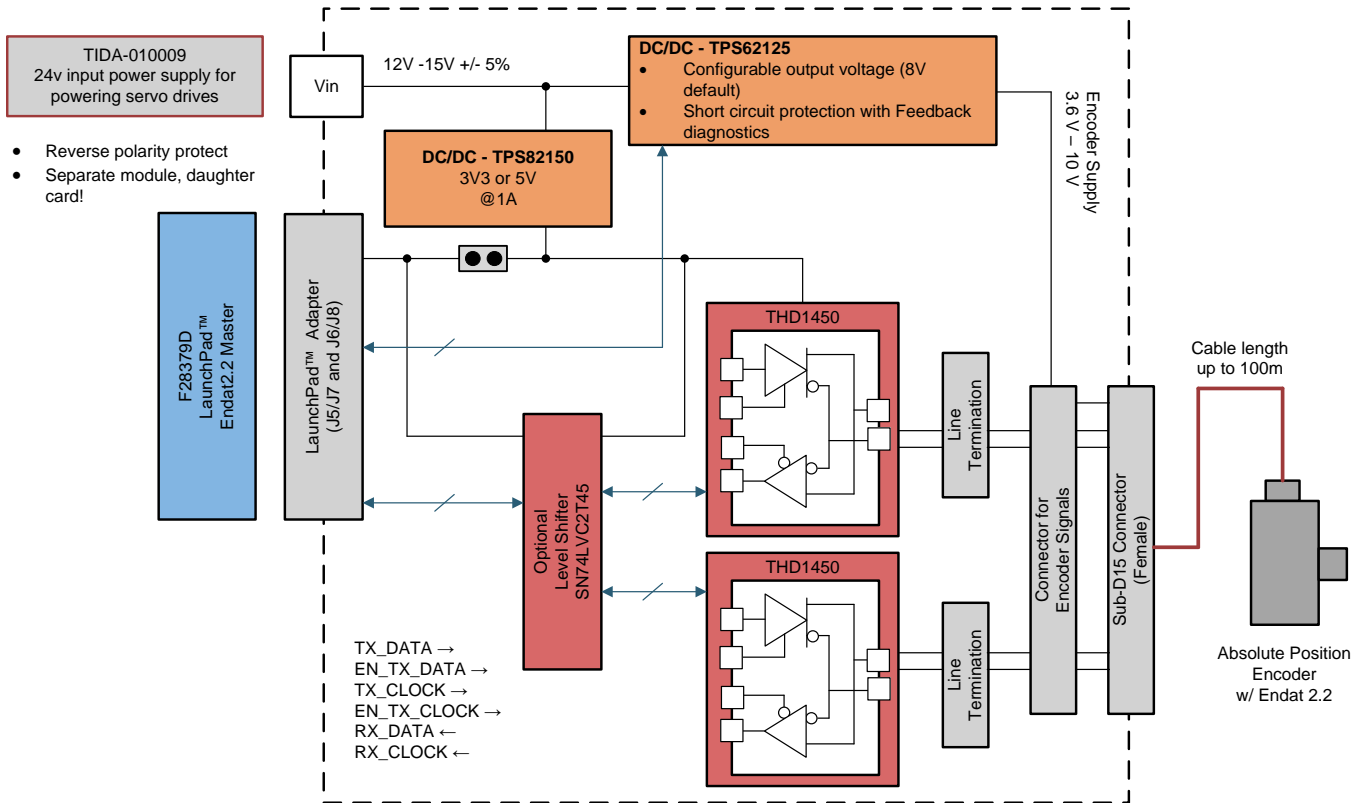 TIDA-010009
24v input power supply for
powering servo drives
• Reverse polarity protect
• Separate module, daughter
card!
Vin
12V -15V +/- 5%
DC/DC - TPS62125
• Configurable output voltage (8V
default)
• Short circuit protection with Feedback
diagnostics
DC/DC - TPS82150
3V3 or 5V
@1A
Encoder Supply
3.6 V – 10 V
F28379D
LaunchPad™
Endat2.2 Master
LaunchPad™ Adapter
(J5/J7 and J6/J8)
THD1450
Line
Termination
Cable length
up to 100m
Optional
Level Shifter
SN74LVC2T45
Connector for
Encoder Signals
Sub-D15 Connector
(Female)
THD1450
Line
Termination
TX_DATA →
EN_TX_DATA →
TX_CLOCK →
EN_TX_CLOCK →
RX_DATA ←
RX_CLOCK ←
Absolute Position
Encoder
w/ Endat 2.2